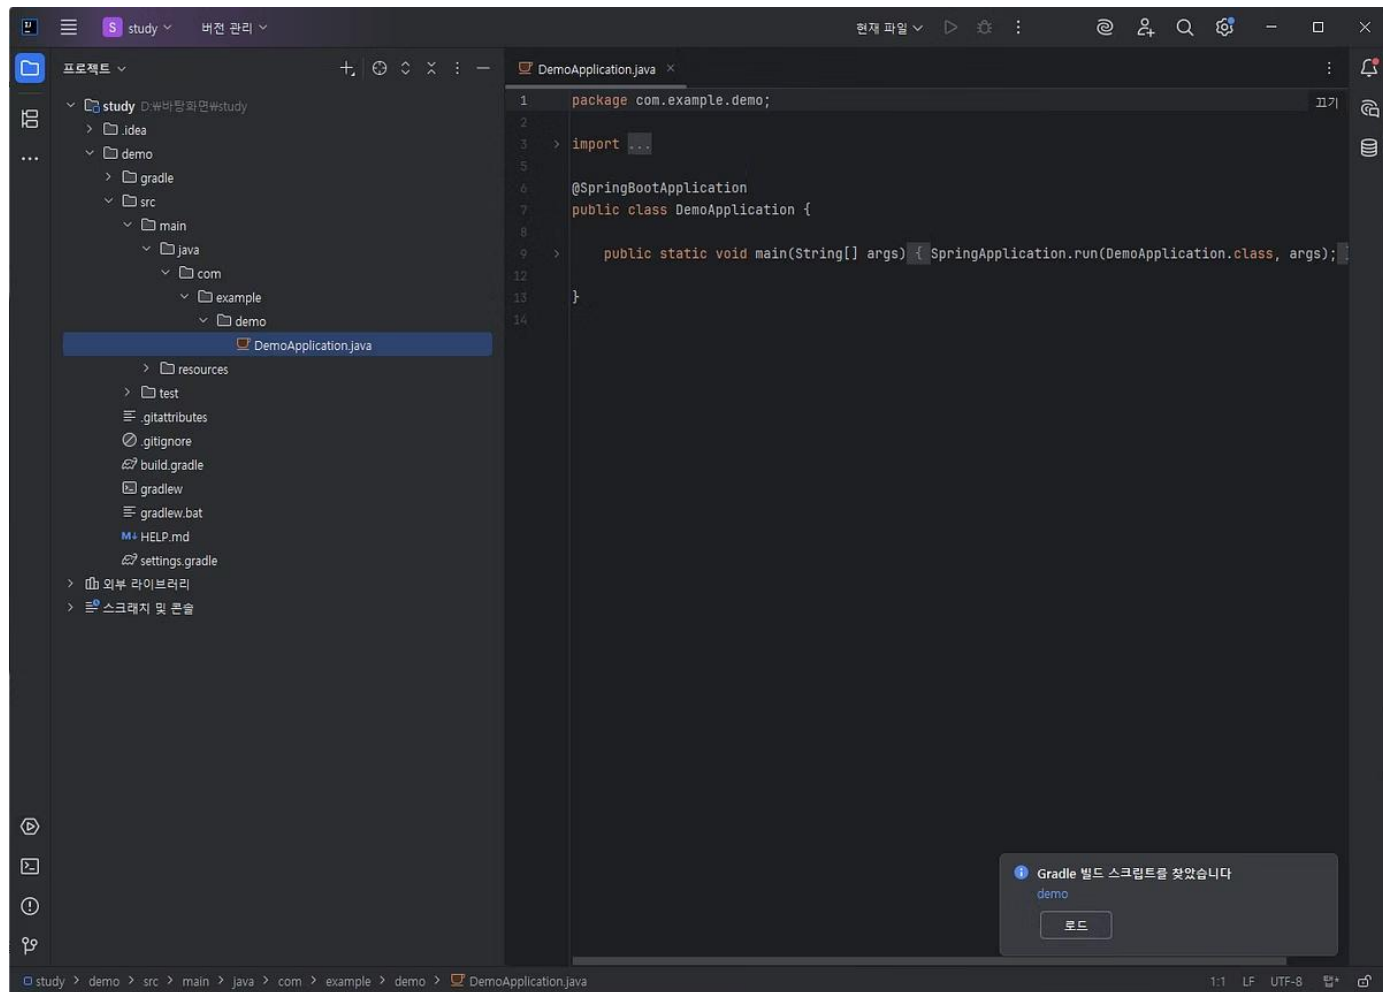 S study 버전 관리 현재 파일
프로젝트
DemoApplication.java
study D:₩바탕화면₩study
.idea
demo
gradle
src
main
java
com
example
demo
DemoApplication.java
resources
test
.gitattributes
.gitignore
build.gradle
gradlew
gradlew.bat
M↓ HELP.md
settings.gradle
외부 라이브러리
스크래치 및 콘솔
1 package com.example.demo; 끄기
2
3 import ...
5
6 @SpringBootApplication
7 public class DemoApplication {
8
9 public static void main(String[] args) { SpringApplication.run(DemoApplication.class, args);
12
13 }
14
Gradle 빌드 스크립트를 찾았습니다
demo
로드
study > demo > src > main > java > com > example > demo > DemoApplication.java 1:1 LF UTF-8